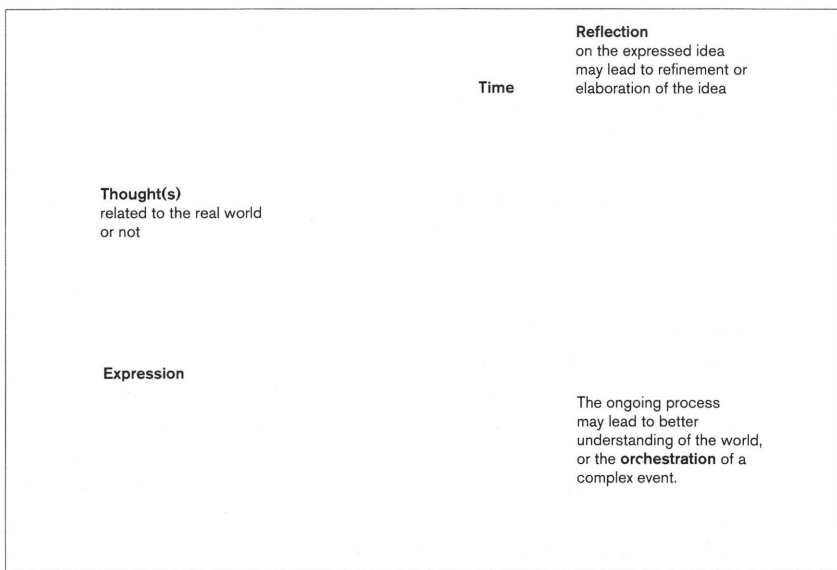 Reflection
on the expressed idea
may lead to refinement or
elaboration of the idea
Time
Thought(s)
related to the real world
or not
Expression
The ongoing process
may lead to better
understanding of the world,
or the orchestration of a
complex event.